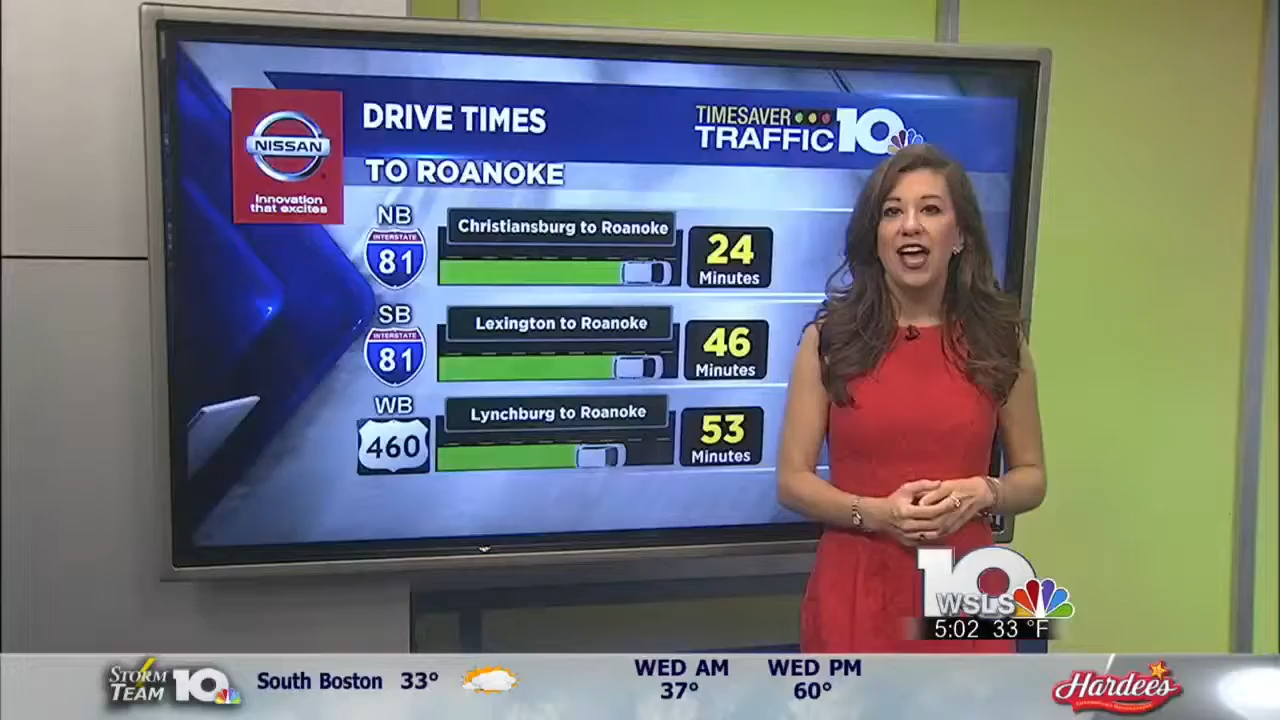 NISSAN
Innovation
that excites
DRIVE TIMES
TIMESAVER
TRAFFIC 10
TO ROANOKE
NB
INTERSTATE
81
Christiansburg to Roanoke
24
Minutes
SB
INTERSTATE
81
Lexington to Roanoke
46
Minutes
WB
460
Lynchburg to Roanoke
53
Minutes
10
WSLS
5:02 33 °F
STORM
TEAM 10
South Boston 33°
WED AM
37°
WED PM
60°
Hardee's